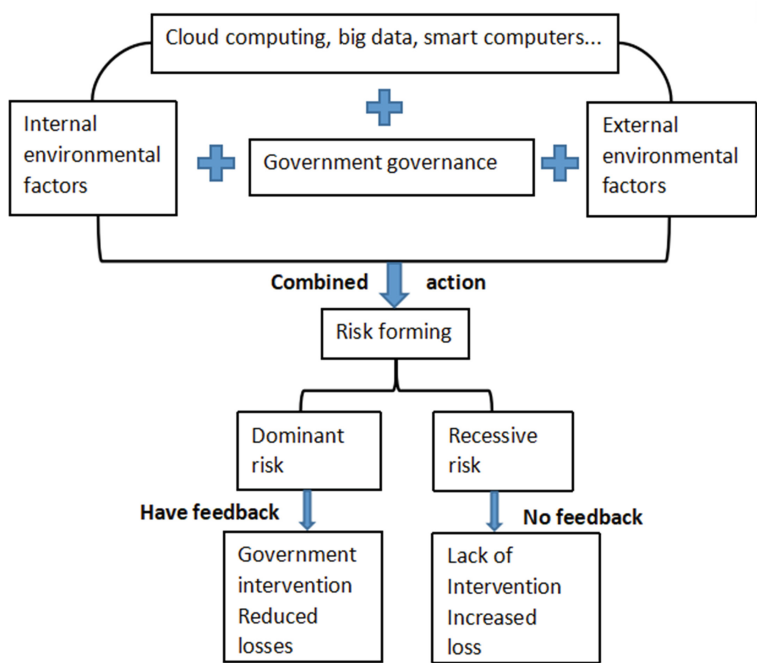 Cloud computing, big data, smart computers...
Internal
environmental
factors
Government governance
External
environmental
factors
Combined action
Risk forming
Dominant
risk
Recessive
risk
Have feedback
No feedback
Government
intervention
Reduced
losses
Lack of
Intervention
Increased
loss